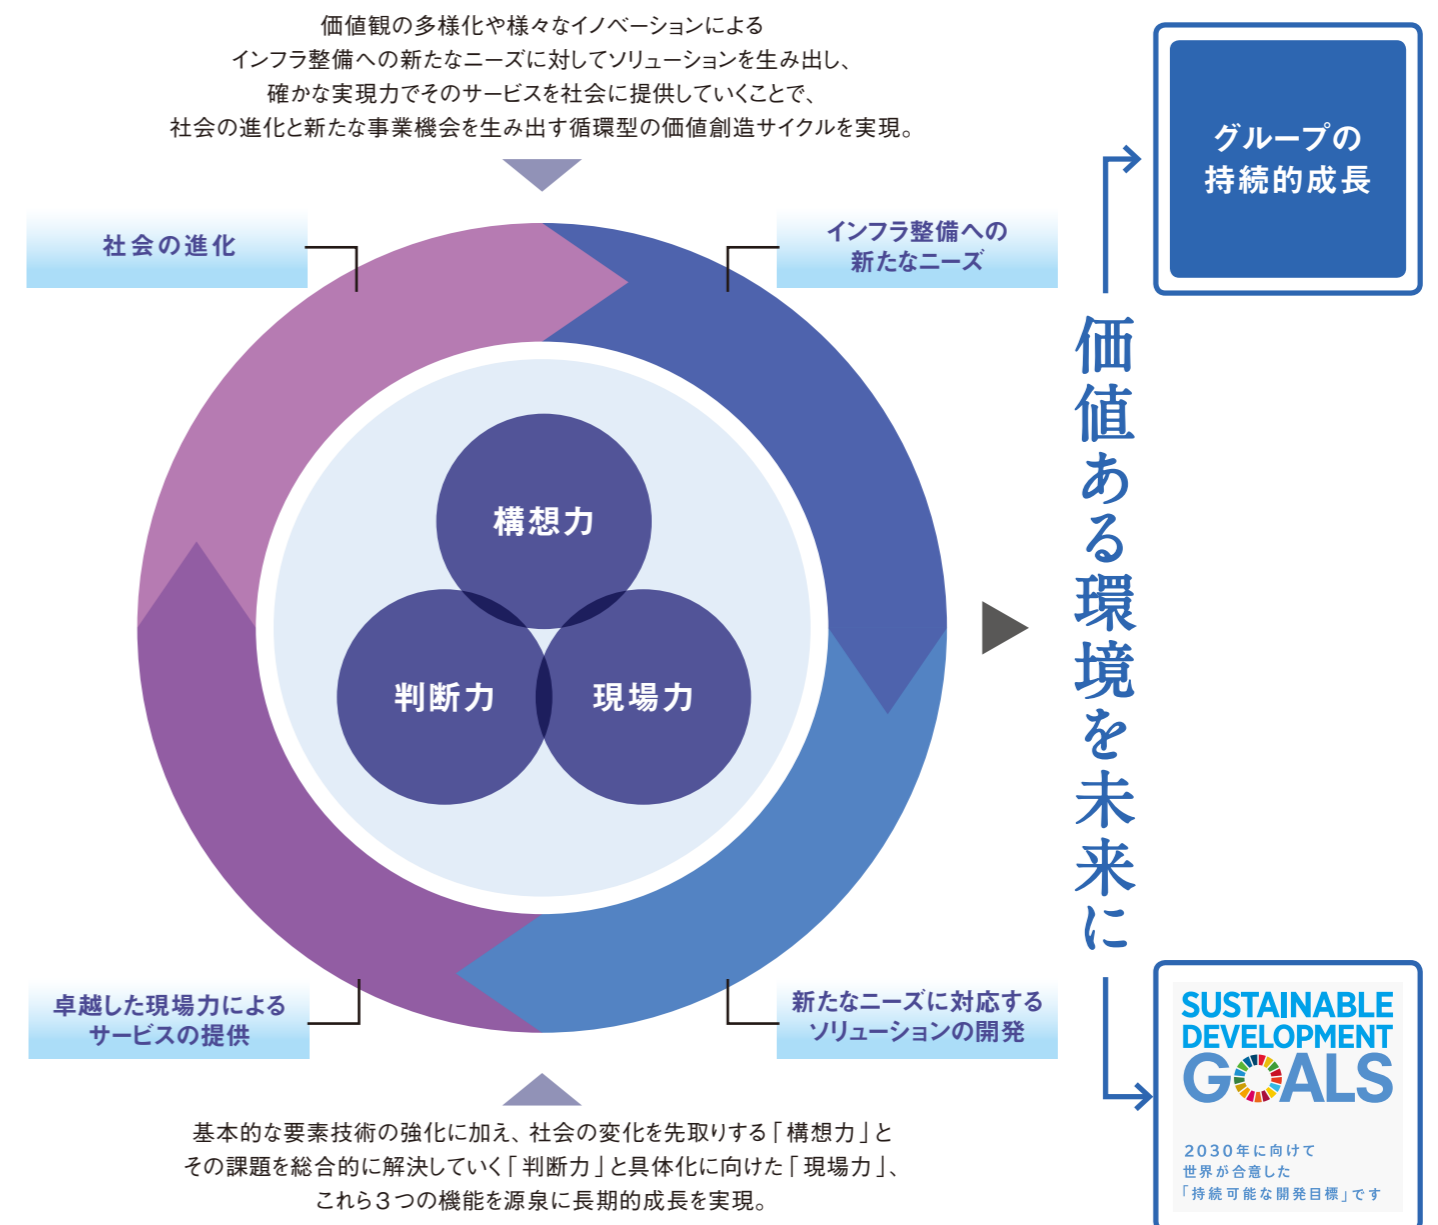 価値観の多様化や様々なイノベーションによる
インフラ整備への新たなニーズに対してソリューションを生み出し、
確かな実現力でそのサービスを社会に提供していくことで、
社会の進化と新たな事業機会を生み出す循環型の価値創造サイクルを実現。
社会の進化
インフラ整備への
新たなニーズ
構想力
判断力
現場力
卓越した現場力による
サービスの提供
新たなニーズに対応する
ソリューションの開発
基本的な要素技術の強化に加え、社会の変化を先取りする「構想力」と
その課題を総合的に解決していく「判断力」と具体化に向けた「現場力」、
これら3つの機能を源泉に長期的成長を実現。
価値ある環境を未来に
グループの
持続的成長
SUSTAINABLE
DEVELOPMENT
GOALS
2030年に向けて
世界が合意した
「持続可能な開発目標」です